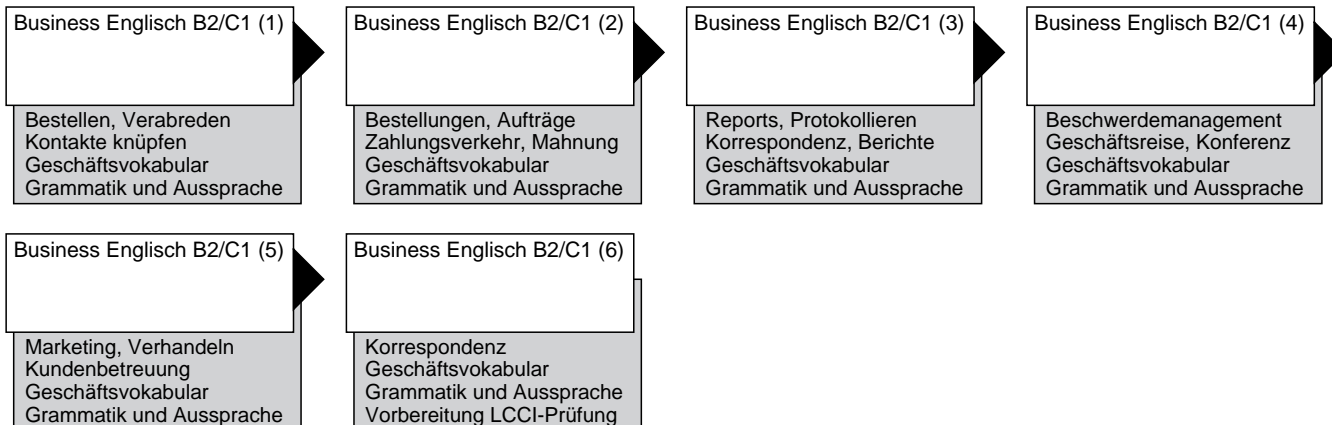 Business Englisch B2/C1 (1)
Bestellen, Verabreden
Kontakte knüpfen
Geschäftsvokabular
Grammatik und Aussprache
Business Englisch B2/C1 (2)
Bestellungen, Aufträge
Zahlungsverkehr, Mahnung
Geschäftsvokabular
Grammatik und Aussprache
Business Englisch B2/C1 (3)
Reports, Protokollieren
Korrespondenz, Berichte
Geschäftsvokabular
Grammatik und Aussprache
Business Englisch B2/C1 (4)
Beschwerdemanagement
Geschäftsreise, Konferenz
Geschäftsvokabular
Grammatik und Aussprache
Business Englisch B2/C1 (5)
Marketing, Verhandeln
Kundenbetreuung
Geschäftsvokabular
Grammatik und Aussprache
Business Englisch B2/C1 (6)
Korrespondenz
Geschäftsvokabular
Grammatik und Aussprache
Vorbereitung LCCI-Prüfung